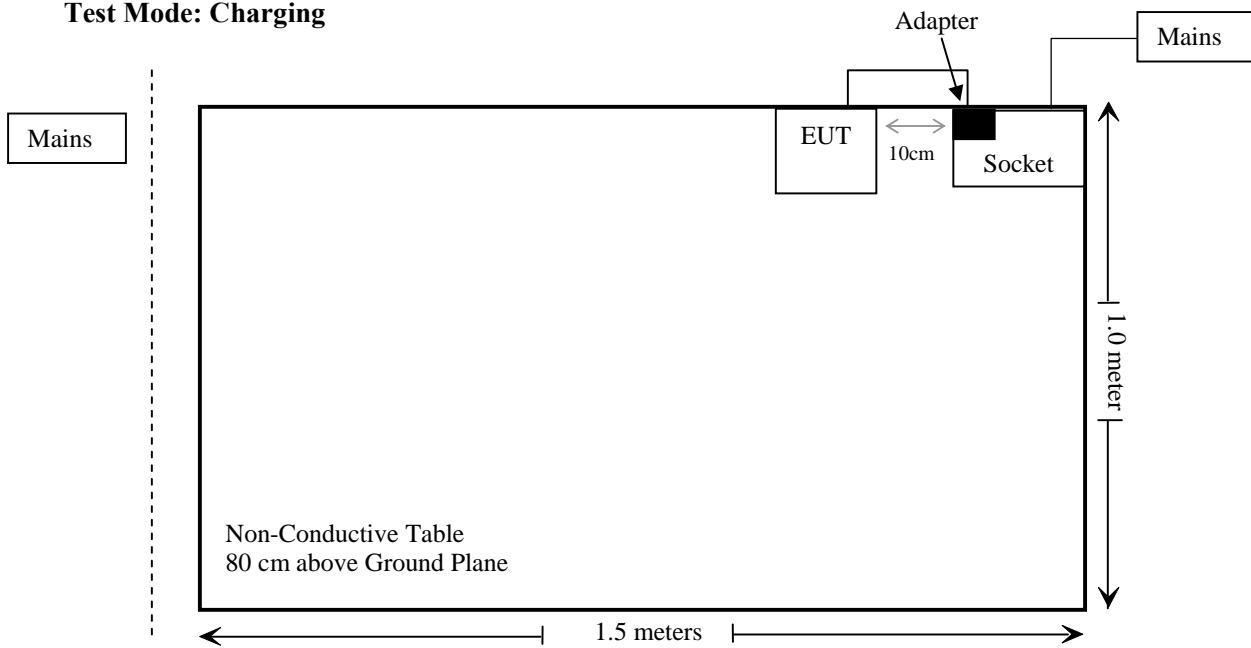 Test Mode: Charging
Adapter
Mains
Mains
EUT
10cm
Socket
1.0 meter
Non-Conductive Table
80 cm above Ground Plane
1.5 meters